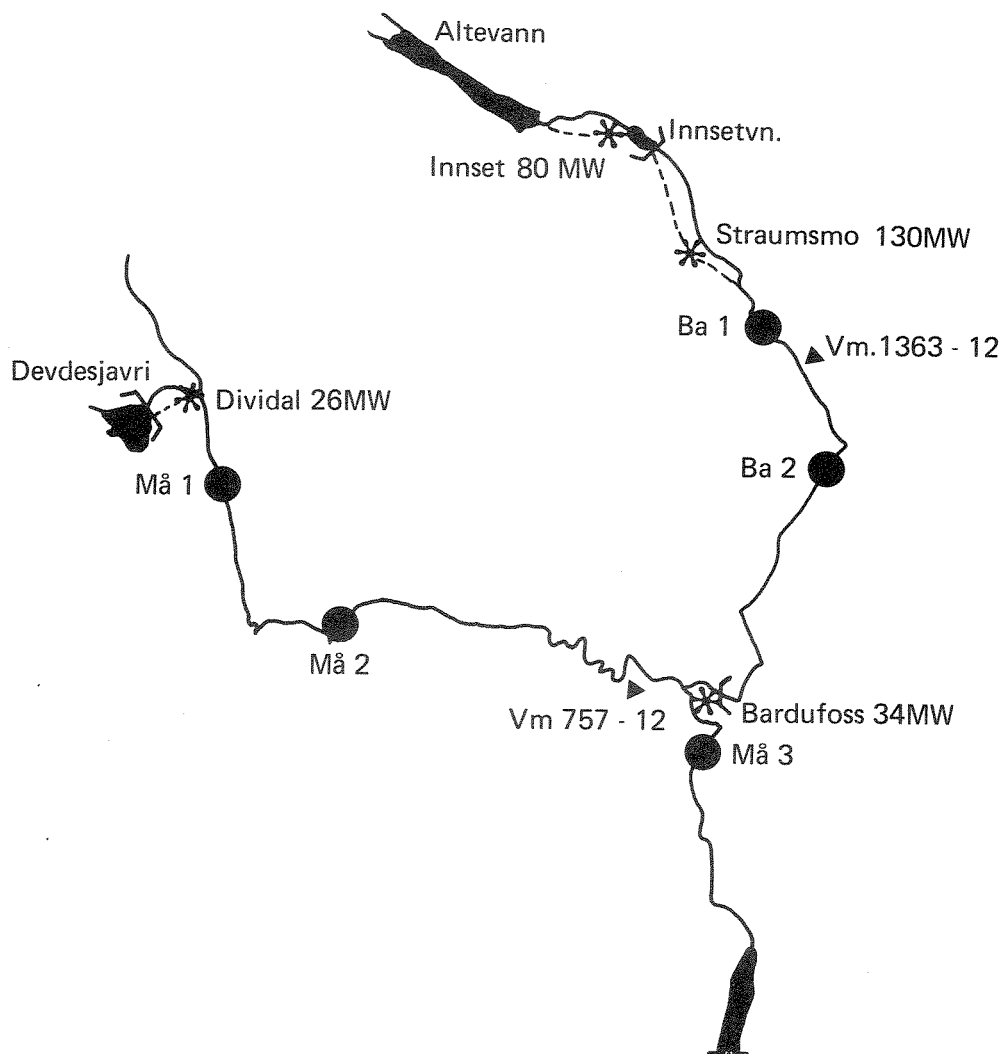 Altevann
Innsetvn.
Innset 80 MW
Straumsmo 130MW
Ba 1
Vm.1363 - 12
Devdesjavri
Dividal 26MW
Ba 2
Må 1
Må 2
Vm 757 - 12
Bardufoss 34MW
Må 3